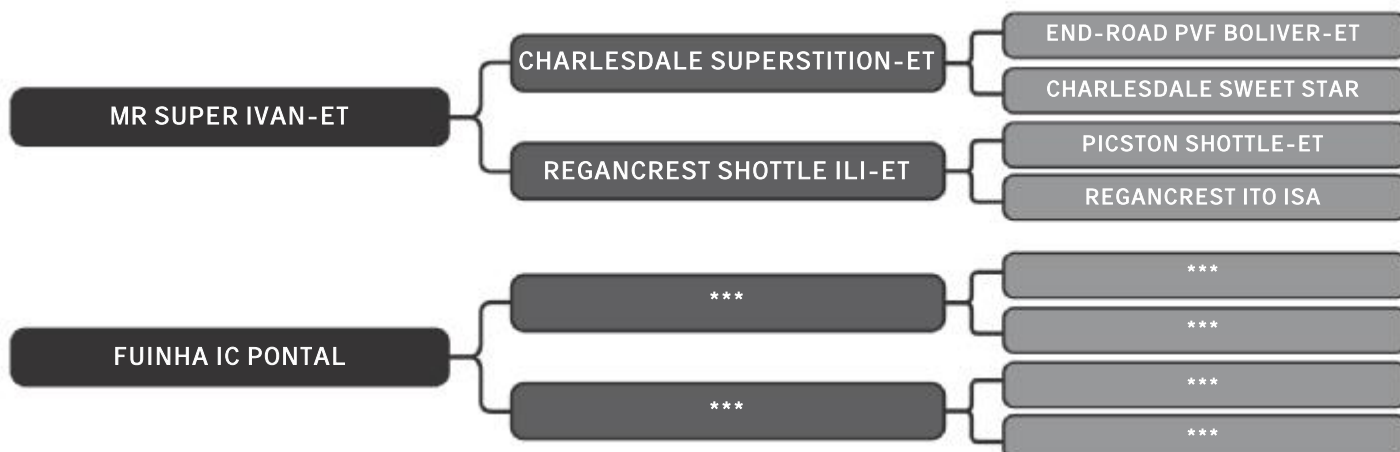 MR SUPER IVAN-ET
CHARLESDALE SUPERSTITION-ET
END-ROAD PVF BOLIVER-ET
CHARLESDALE SWEET STAR
REGANCREST SHOTTLE ILI-ET
PICSTON SHOTTLE-ET
REGANCREST ITO ISA
FUINHA IC PONTAL
***
***
***
***
***
***